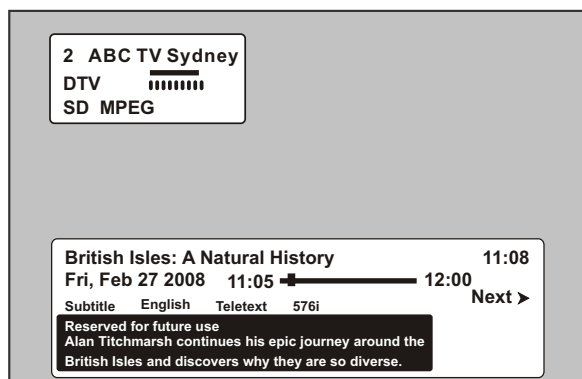 2 ABC TV Sydney
DTV
SD MPEG
British Isles: A Natural History 11:08
Fri, Feb 27 2008 11:05 12:00
Next ➤
Subtitle English Teletext 576i
Reserved for future use
Alan Titchmarsh continues his epic journey around the
British Isles and discovers why they are so diverse.